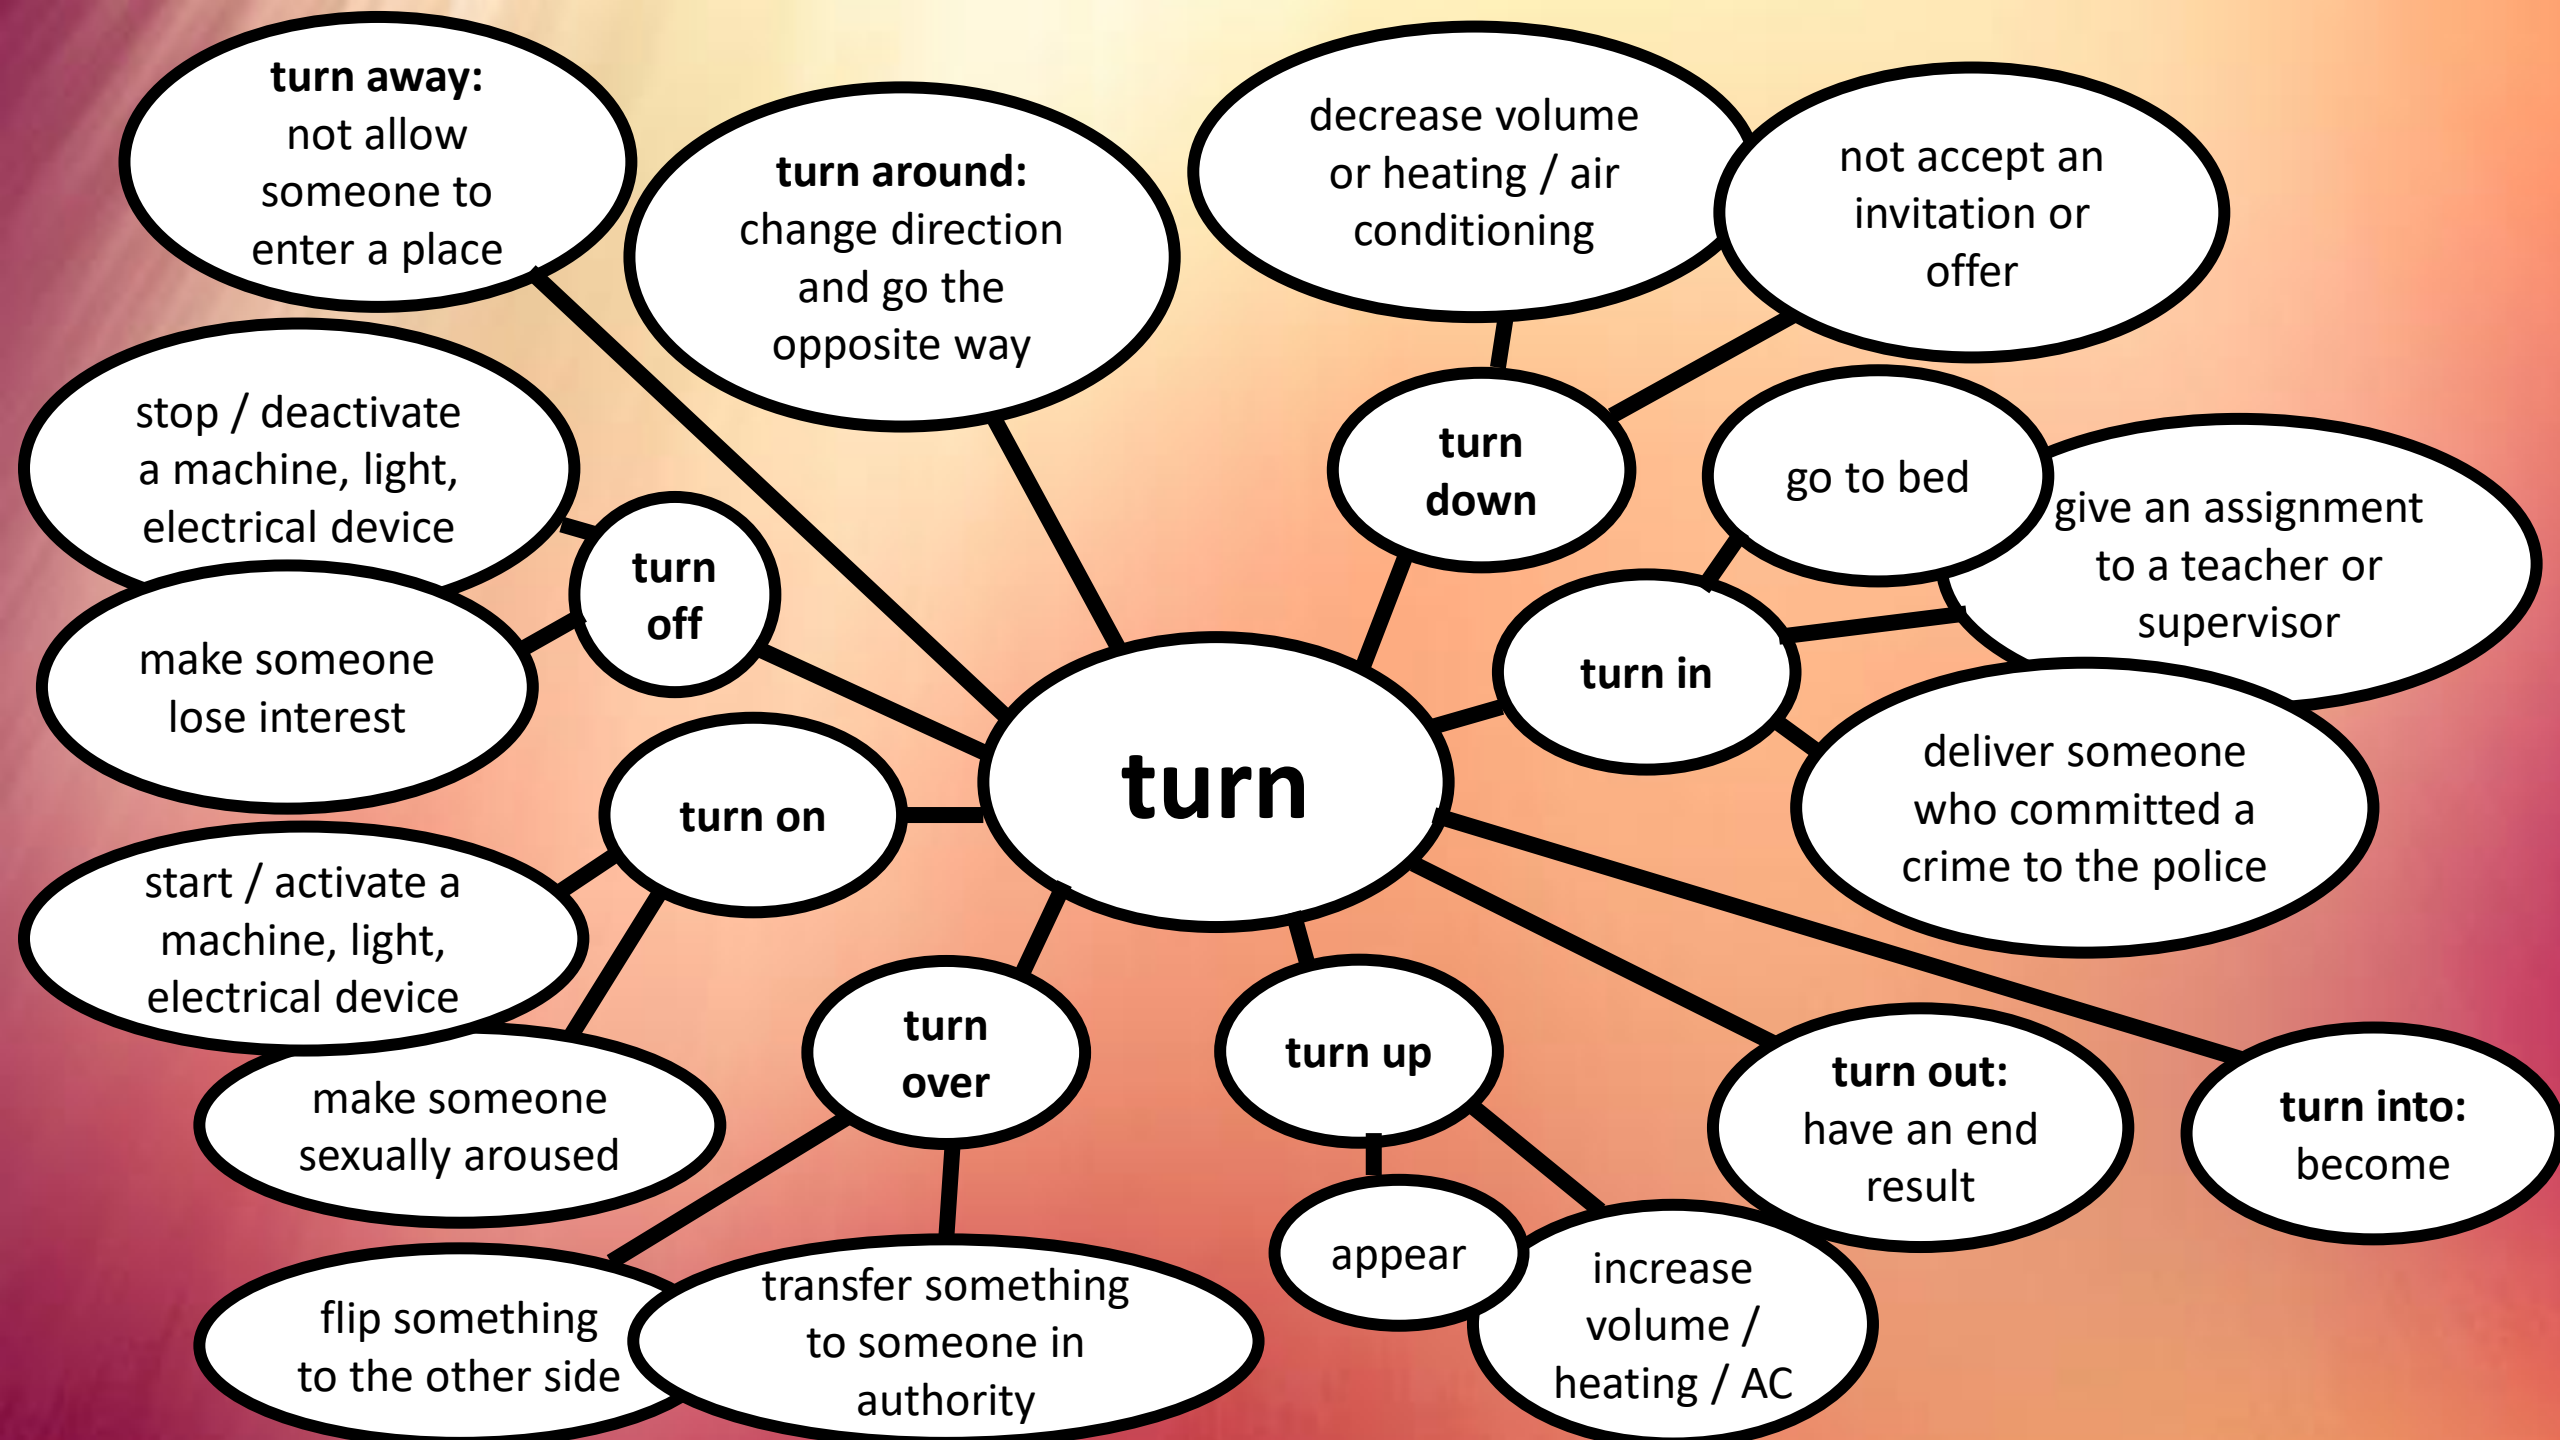 turn away:
not allow
someone to
enter a place
turn around:
change direction
and go the
opposite way
decrease volume
or heating / air
conditioning
not accept an
invitation or
offer
turn
down
go to bed
give an assignment
to a teacher or
supervisor
turn in
deliver someone
who committed a
crime to the police
stop / deactivate
a machine, light,
electrical device
turn
off
make someone
lose interest
turn
turn on
start / activate a
machine, light,
electrical device
make someone
sexually aroused
turn
over
flip something
to the other side
transfer something
to someone in
authority
turn up
appear
increase
volume /
heating / AC
turn out:
have an end
result
turn into:
become